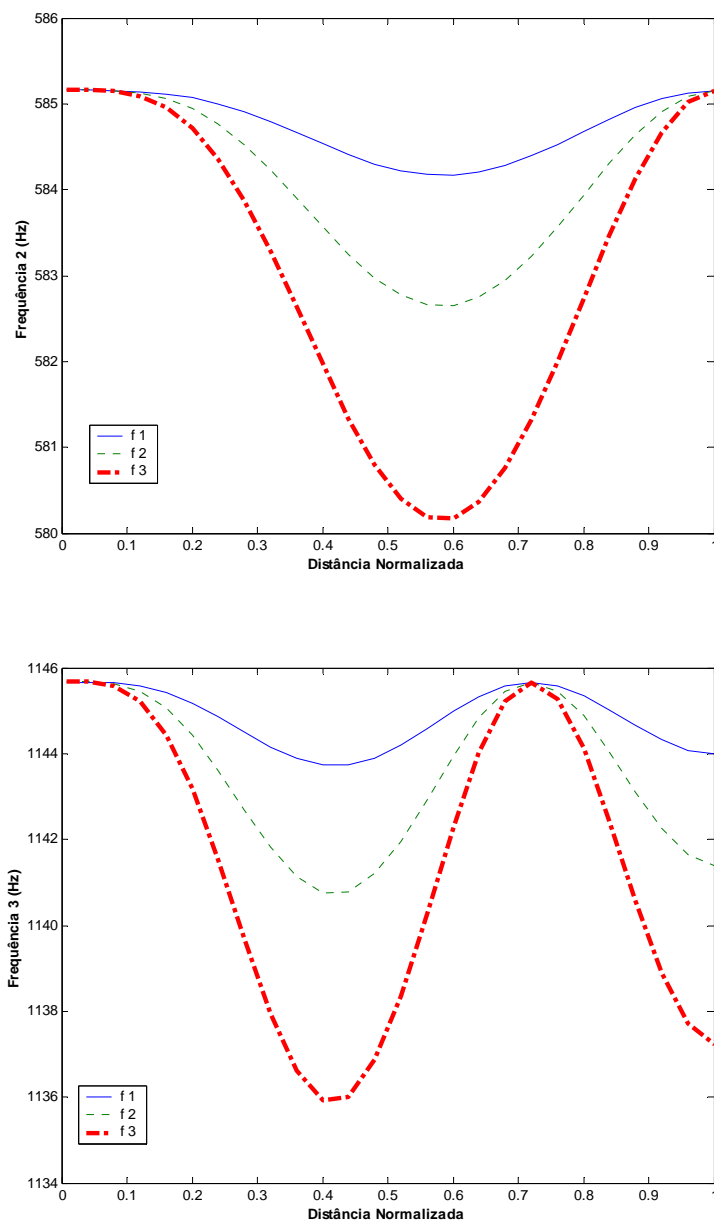 586
585
584
583
582
581
580
Frequência 2 (Hz)
f 1
f 2
f 3
0 0.1 0.2 0.3 0.4 0.5 0.6 0.7 0.8 0.9 1
Distância Normalizada
1146
1144
1142
1140
1138
1136
1134
Frequência 3 (Hz)
f 1
f 2
f 3
0 0.1 0.2 0.3 0.4 0.5 0.6 0.7 0.8 0.9 1
Distância Normalizada